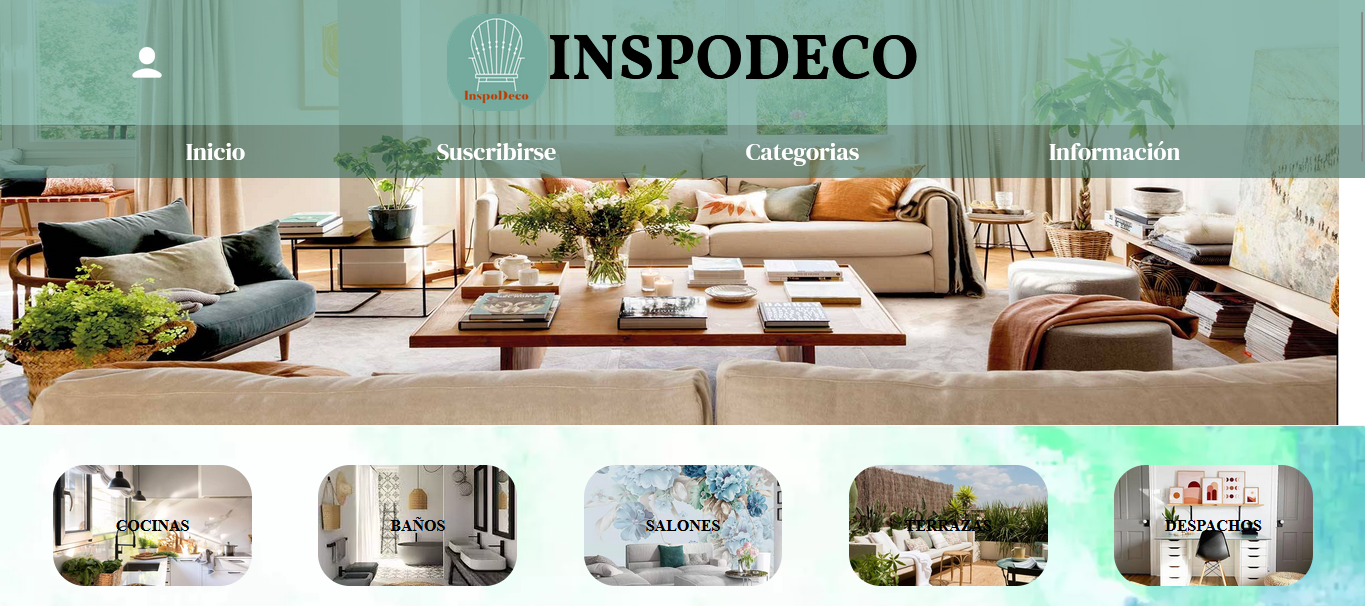 INSPODECO
InspoDeco
Inicio Suscribirse Categorias Información
COCINAS BAÑOS SALONES TERRAZAS DESPACHOS